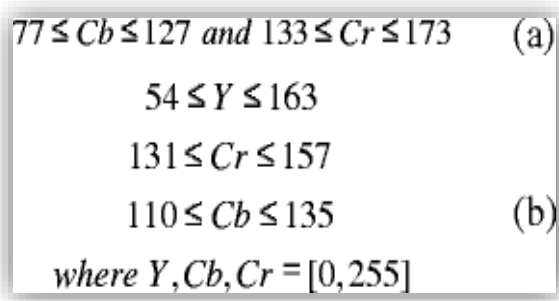 77 ≤ Cb ≤ 127 and 133 ≤ Cr ≤ 173 (a)
54 ≤ Y ≤ 163
131 ≤ Cr ≤ 157
110 ≤ Cb ≤ 135 (b)
where Y,Cb,Cr = [0,255]